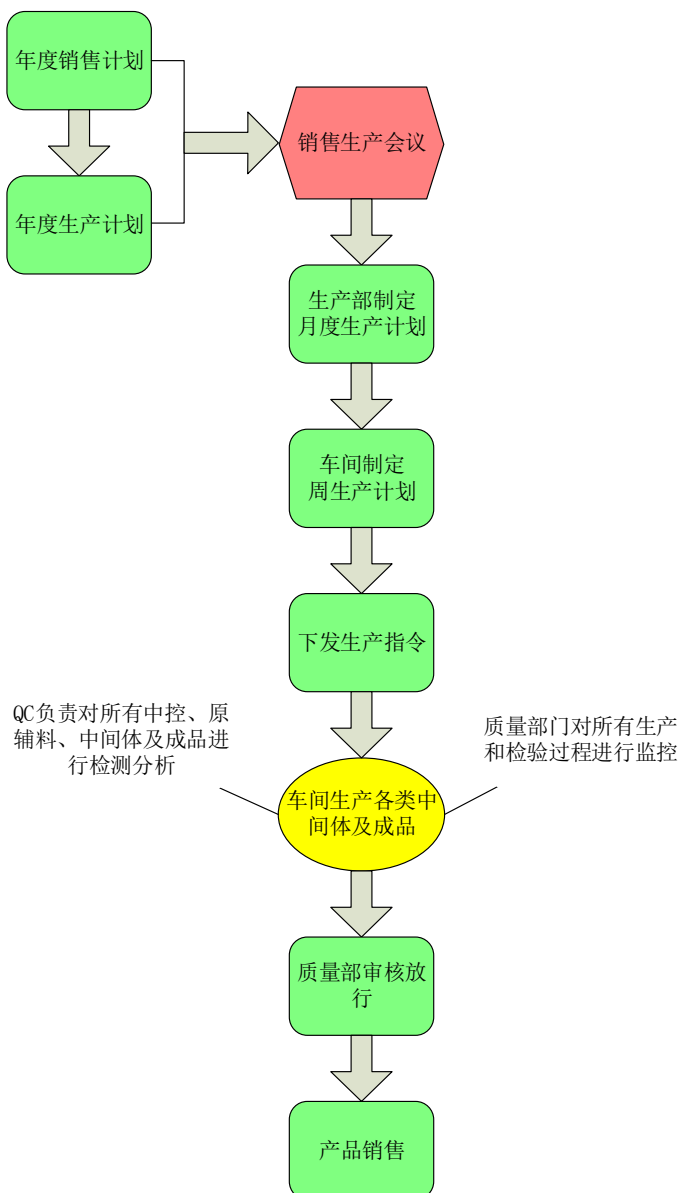 年度销售计划
销售生产会议
年度生产计划
生产部制定
月度生产计划
车间制定
周生产计划
下发生产指令
QC负责对所有中控、原
辅料、中间体及成品进
行检测分析
质量部门对所有生产
和检验过程进行监控
车间生产各类中
间体及成品
质量部审核放
行
产品销售